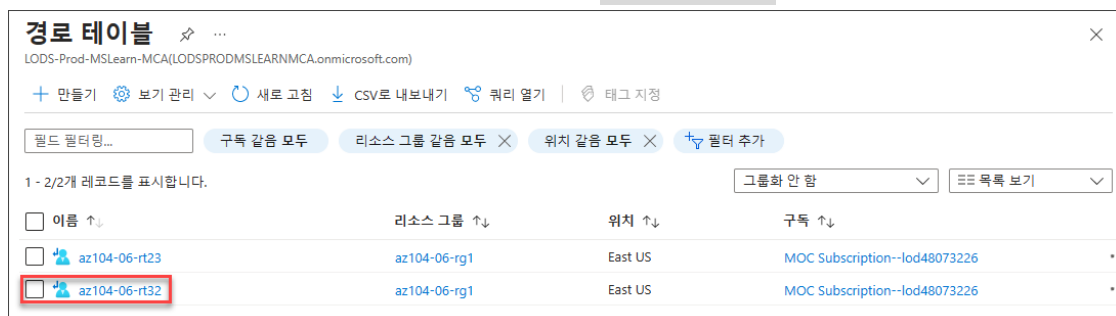 경로 테이블
LODS-Prod-MSLearn-MCA(LODSPRODMSLEARNMCA.onmicrosoft.com)
만들기 보기 관리 새로 고침 CSV로 내보내기 쿼리 열기 태그 지정
필드 필터링... 구독 같음 모두 리소스 그룹 같음 모두 위치 같음 모두 필터 추가
1 - 2/2개 레코드를 표시합니다. 그룹화 안 함 목록 보기
이름 리소스 그룹 위치 구독
az104-06-rt23 az104-06-rg1 East US MOC Subscription--lod48073226
az104-06-rt32 az104-06-rg1 East US MOC Subscription--lod48073226